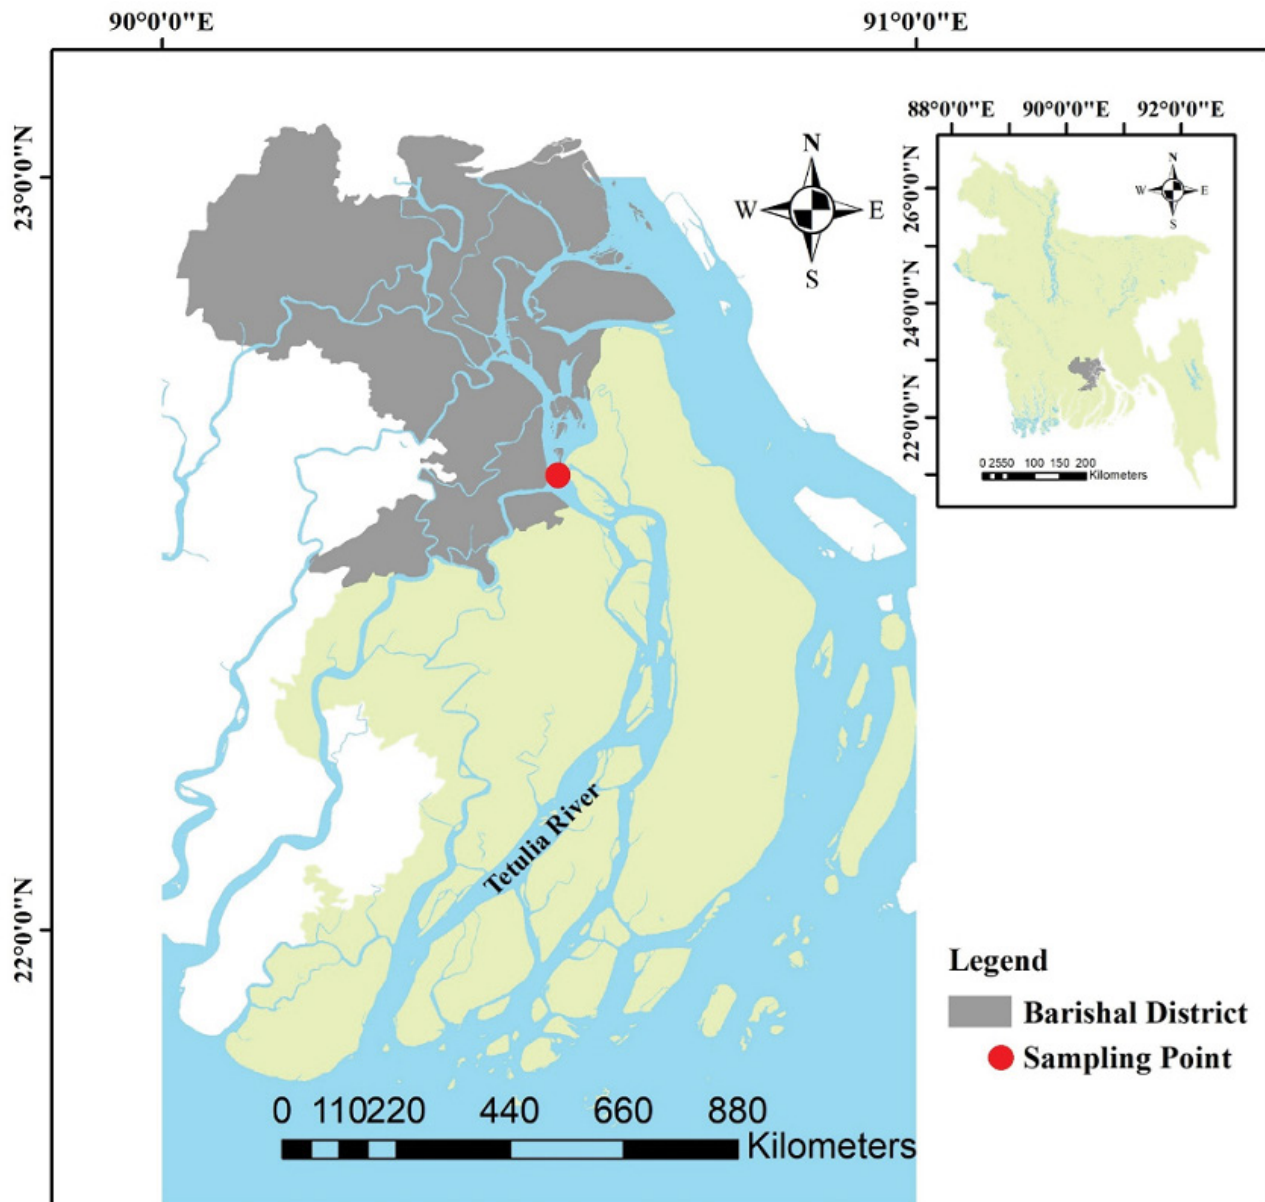 90°0'0"E 91°0'0"E
88°0'0"E 90°0'0"E 92°0'0"E
23°0'0"N
22°0'0"N
N
W E
S
26°0'0"N
24°0'0"N
22°0'0"N
N
W E
S
0 2550 100 150 200
Kilometers
Tetulia River
Legend
Barishal District
Sampling Point
0 110220 440 660 880
Kilometers